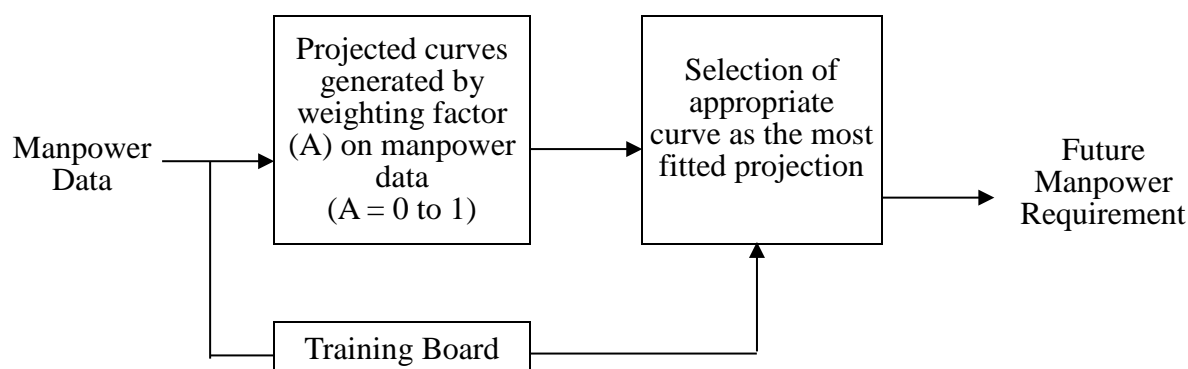 Manpower
Data
Projected curves
generated by
weighting factor
(A) on manpower
data
(A = 0 to 1)
Selection of
appropriate
curve as the most
fitted projection
Future
Manpower
Requirement
Training Board